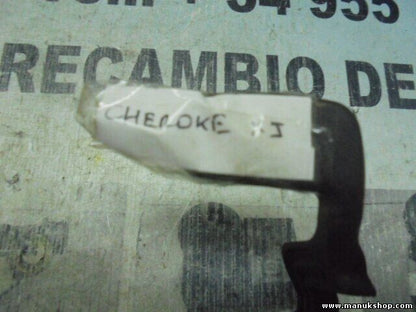 34 955
RECAMBIO DE
CHEROKE XJ
www.manukshop.com